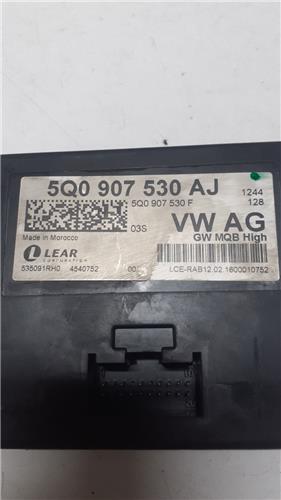 5Q0 907 530 AJ 1244
5Q0 907 530 F 128
03S VW AG
Made in Morocco GW MQB High
LEAR
CORPORATION
535091RH0 4540752 00 LCE-RAB12.02.1600010752